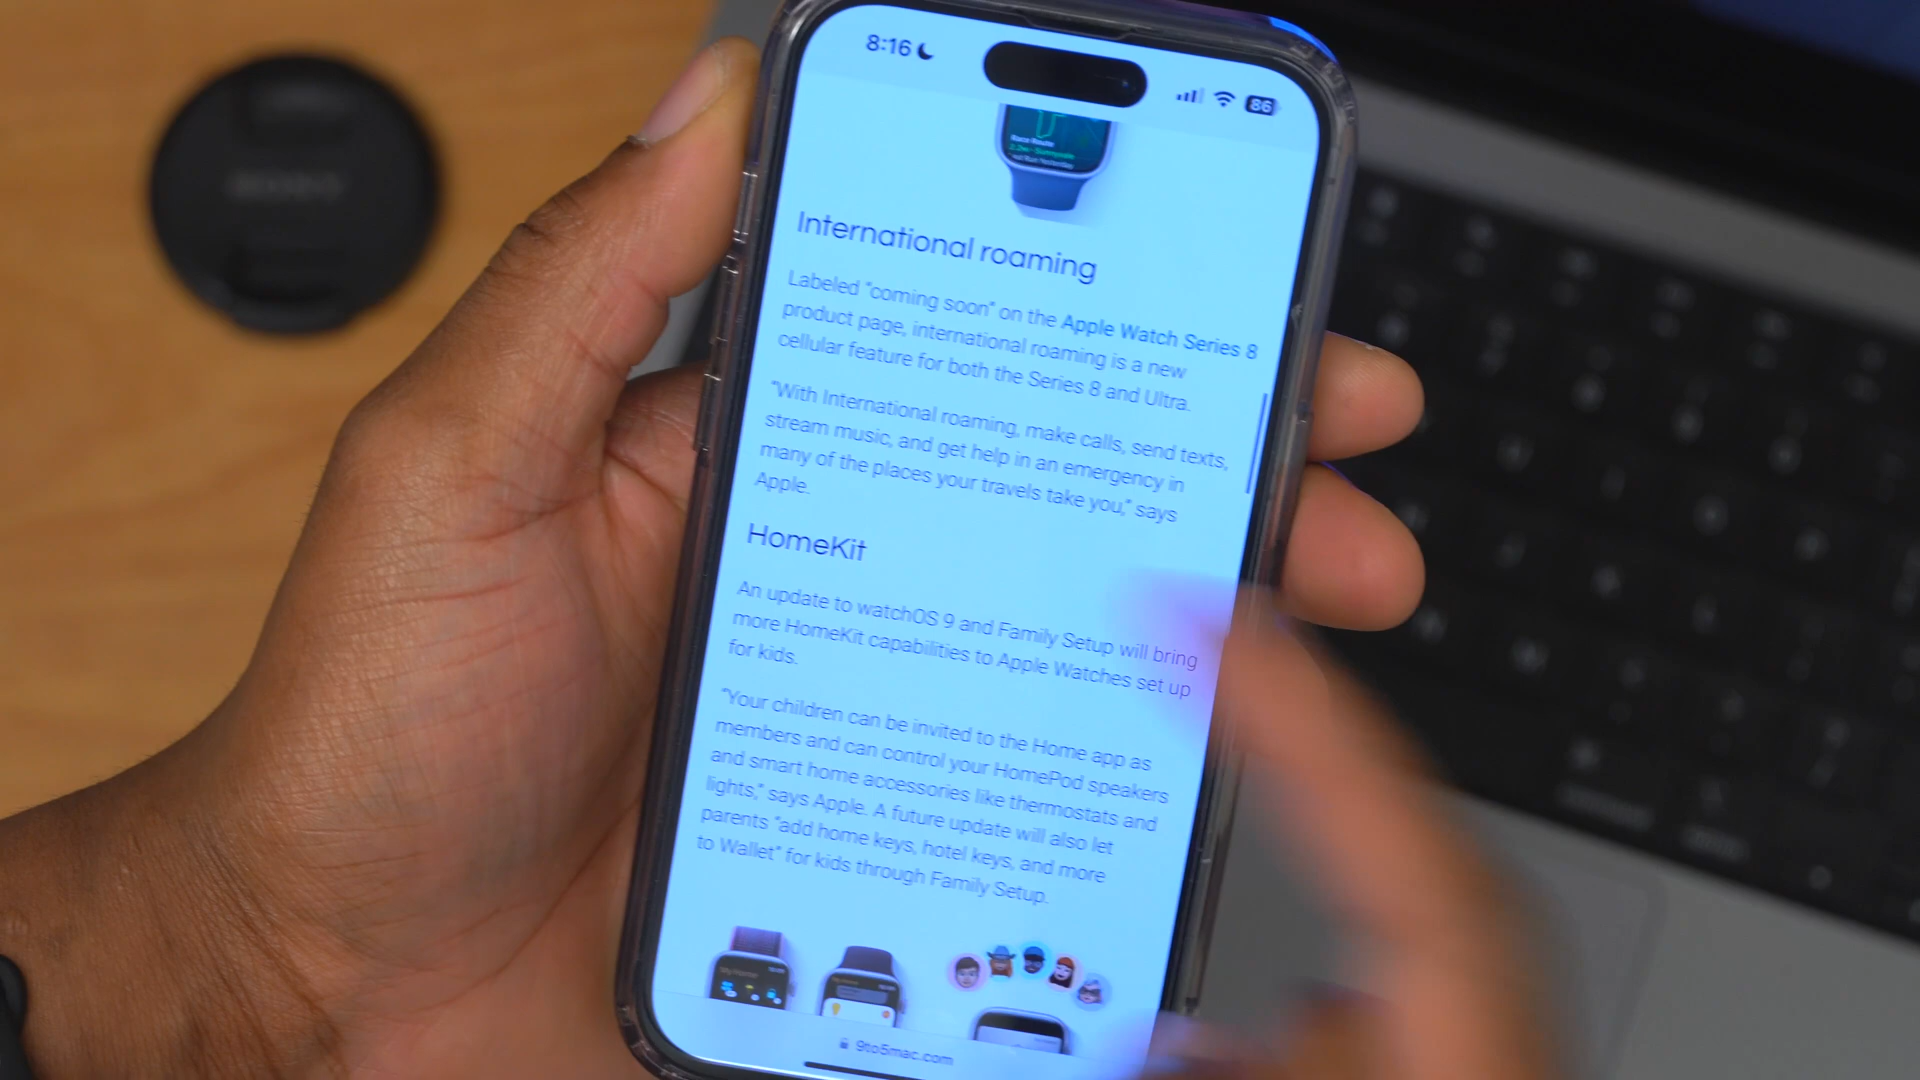 SONY
8:16
86
Race Route
International roaming
Labeled “coming soon” on the Apple Watch Series 8
product page, international roaming is a new
cellular feature for both the Series 8 and Ultra.
“With International roaming, make calls, send texts,
stream music, and get help in an emergency in
many of the places your travels take you,” says
Apple.
HomeKit
An update to watchOS 9 and Family Setup will bring
more HomeKit capabilities to Apple Watches set up
for kids.
“Your children can be invited to the Home app as
members and can control your HomePod speakers
and smart home accessories like thermostats and
lights,” says Apple. A future update will also let
parents “add home keys, hotel keys, and more
to Wallet” for kids through Family Setup.
9to5mac.com